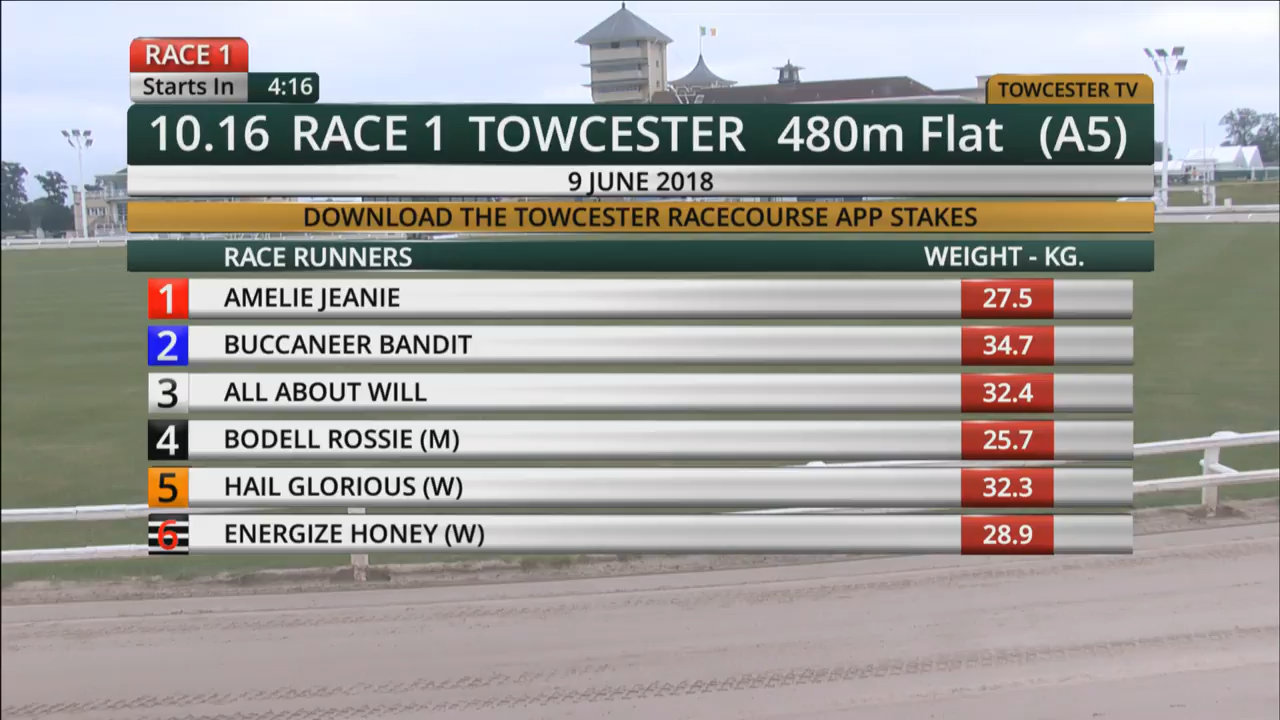 RACE 1
Starts In 4:16
TOWCESTER TV
10.16 RACE 1 TOWCESTER 480m Flat (A5)
9 JUNE 2018
DOWNLOAD THE TOWCESTER RACECOURSE APP STAKES
RACE RUNNERS WEIGHT - KG.
1 AMELIE JEANIE 27.5
2 BUCCANEER BANDIT 34.7
3 ALL ABOUT WILL 32.4
4 BODELL ROSSIE (M) 25.7
5 HAIL GLORIOUS (W) 32.3
6 ENERGIZE HONEY (W) 28.9